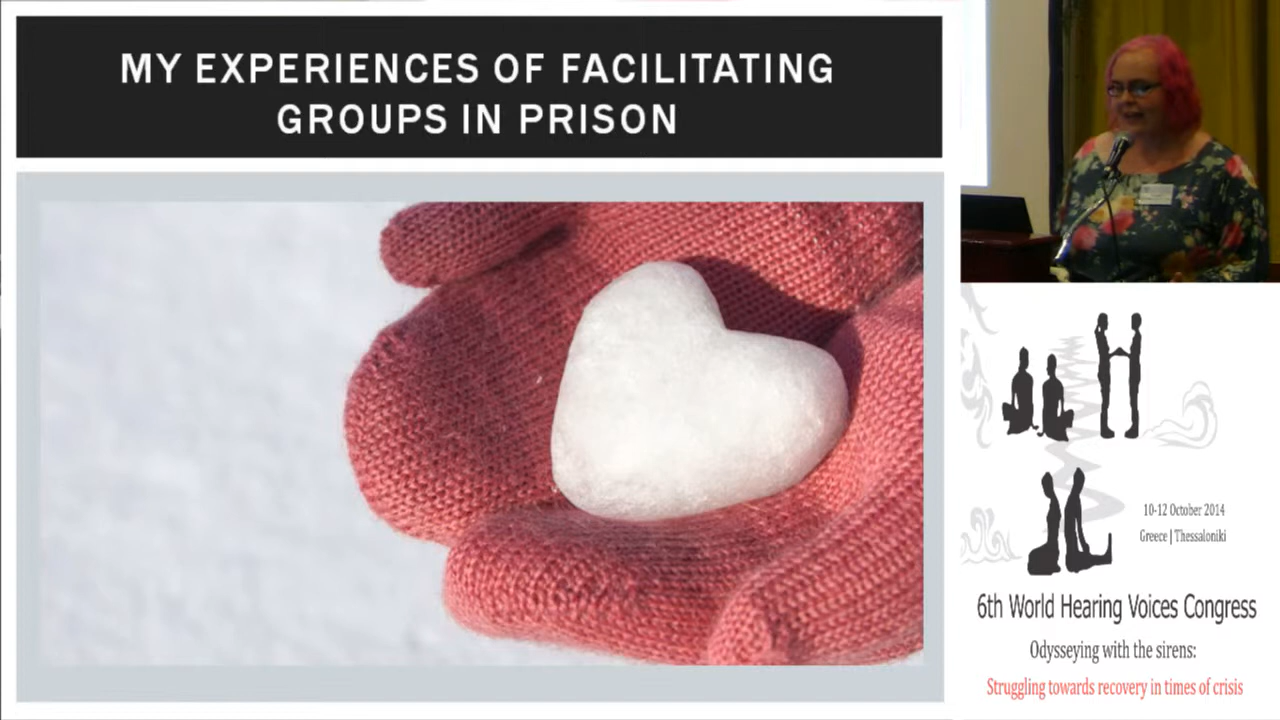 MY EXPERIENCES OF FACILITATING
GROUPS IN PRISON
10-12 October 2014
Greece | Thessaloniki
6th World Hearing Voices Congress
Odysseying with the sirens:
Struggling towards recovery in times of crisis